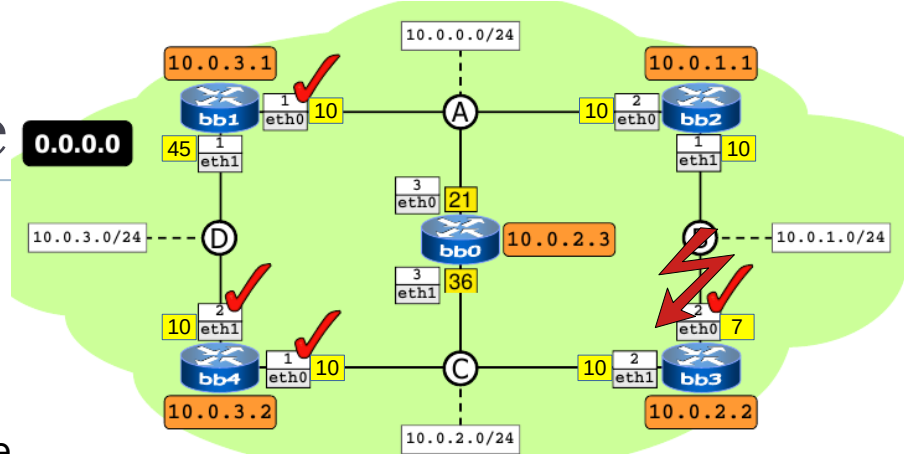 10.0.0.0/24
10.0.3.1
10.0.1.1
bb1
1
eth0
10
A
10
2
eth0
bb2
0.0.0.0
45
1
eth1
1
eth1
10
3
eth0
21
10.0.3.0/24
D
bb0
10.0.2.3
10.0.1.0/24
3
eth1
36
10
2
eth1
2
eth0
7
bb4
1
eth0
10
C
10
2
eth1
bb3
10.0.3.2
10.0.2.2
10.0.2.0/24